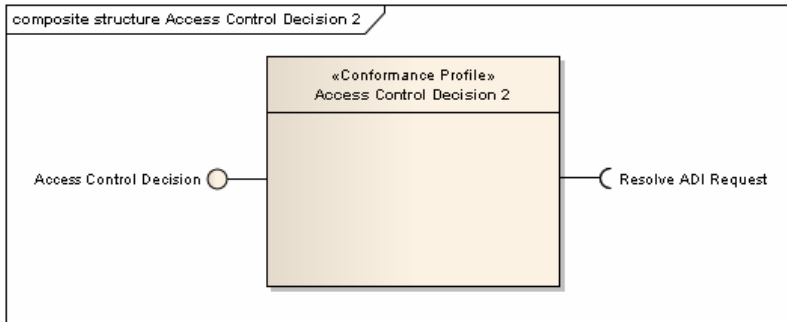 composite structure Access Control Decision 2
«Conformance Profile»
Access Control Decision 2
Access Control Decision
Resolve ADI Request